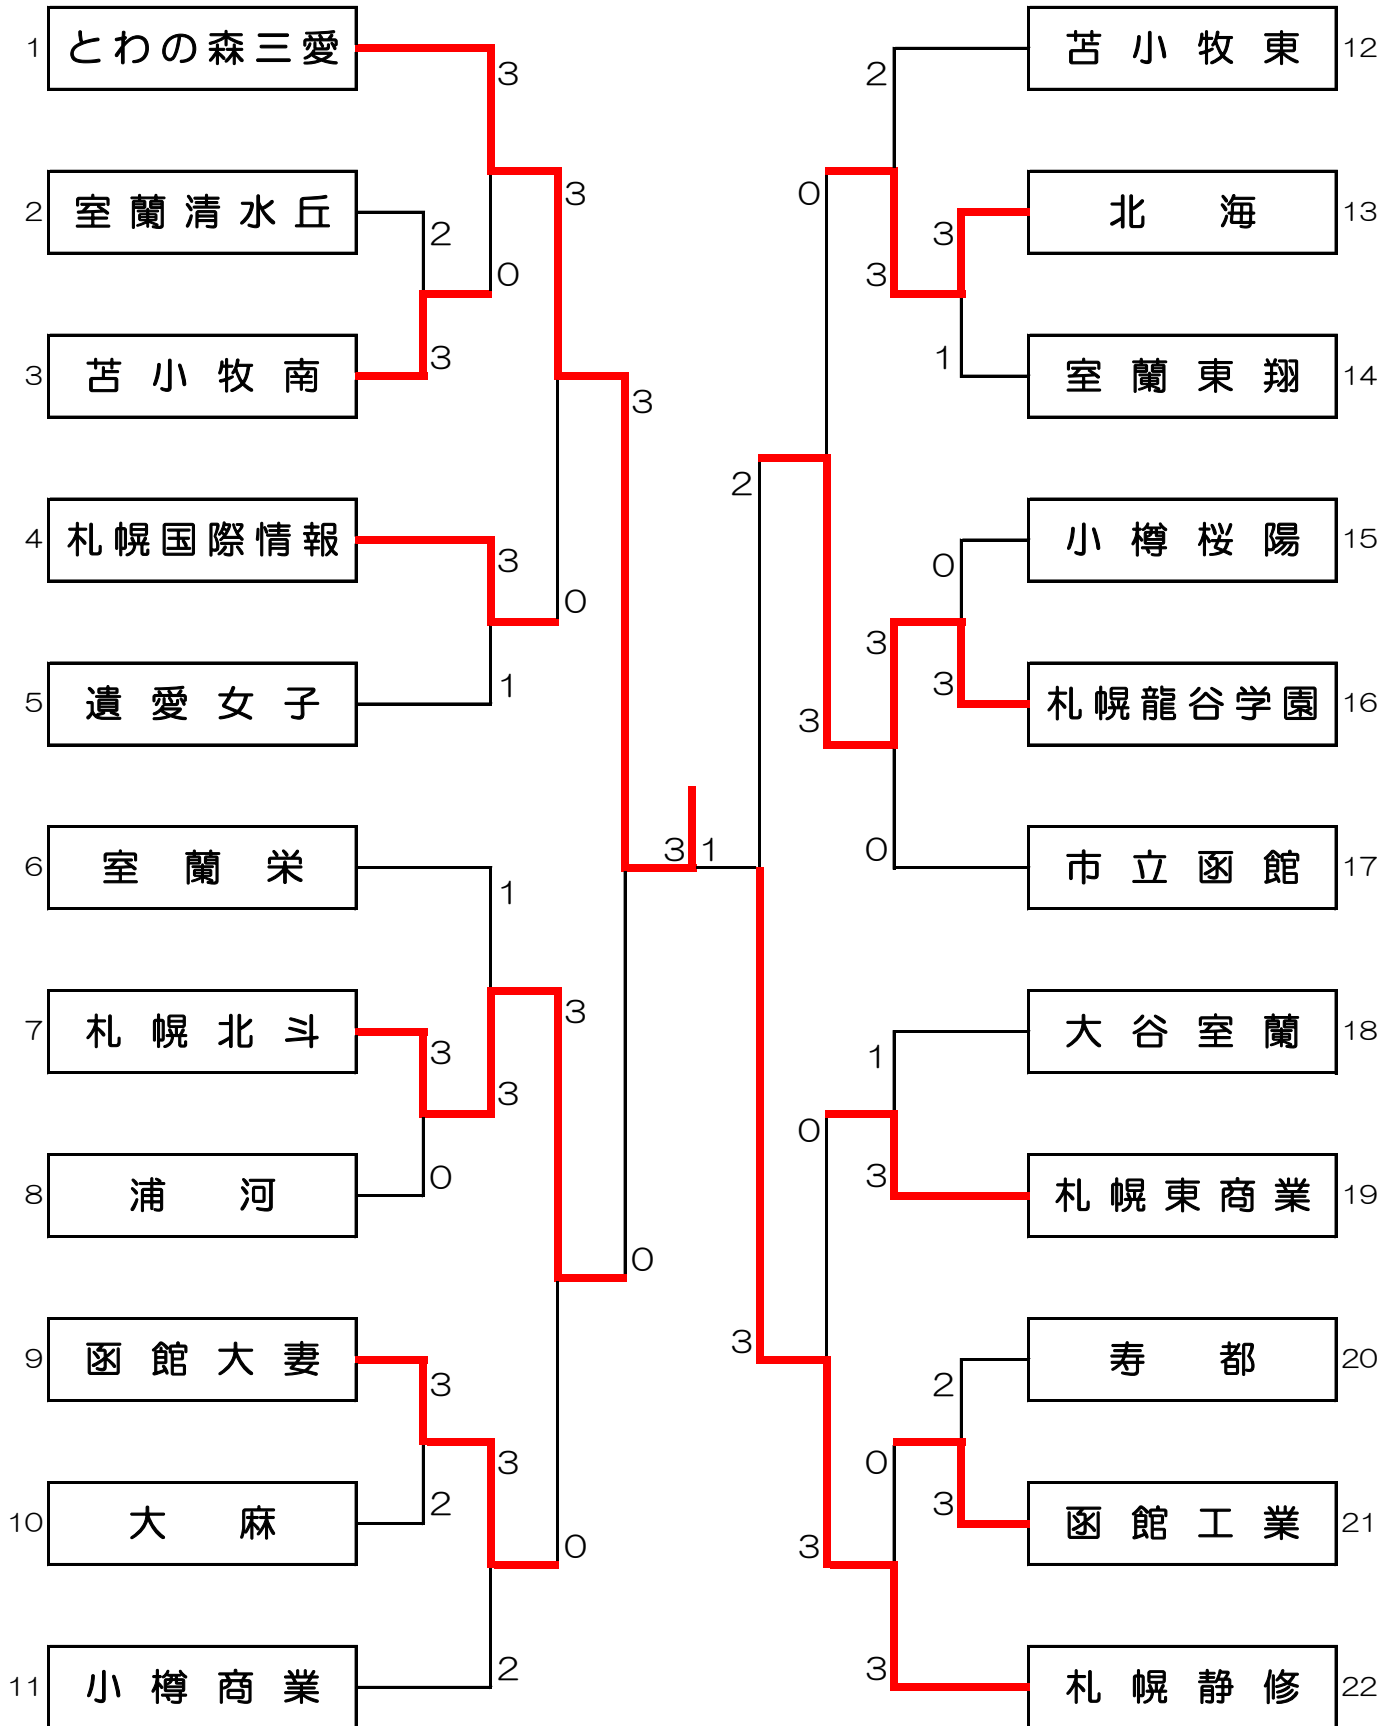 1 とわの森三愛
2 室蘭清水丘
3 苫小牧南
4 札幌国際情報
5 遺愛女子
6 室蘭栄
7 札幌北斗
8 浦河
9 函館大妻
10 大麻
11 小樽商業
3
2
0
3
3
3
3
0
1
1
3
3
3
0
3
0
3
3
2
0
2
3 1
2
0
3
3
1
2
0
3
3
3
0
1
0
3
3
2
0
3
3
3
苫小牧東 12
北海 13
室蘭東翔 14
小樽桜陽 15
札幌龍谷学園 16
市立函館 17
大谷室蘭 18
札幌東商業 19
寿都 20
函館工業 21
札幌静修 22